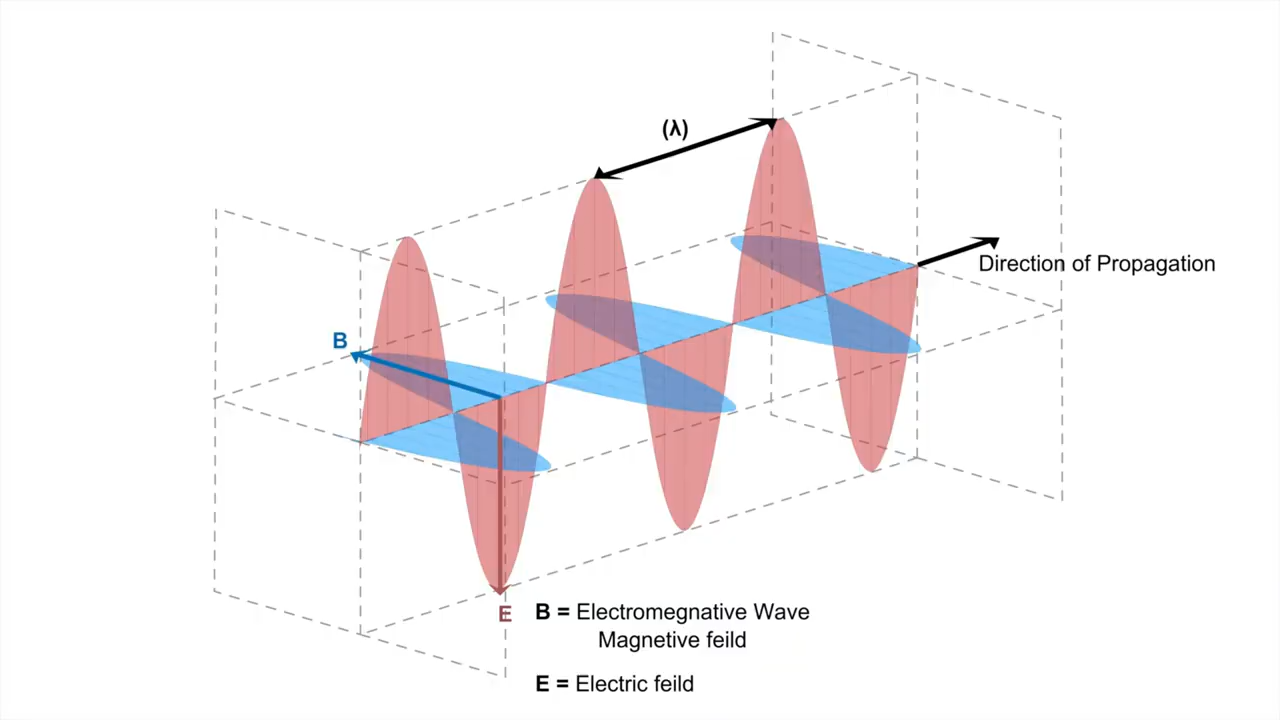 (λ)
Direction of Propagation
B
E
B = Electromegnative Wave
Magnetive feild
E = Electric feild